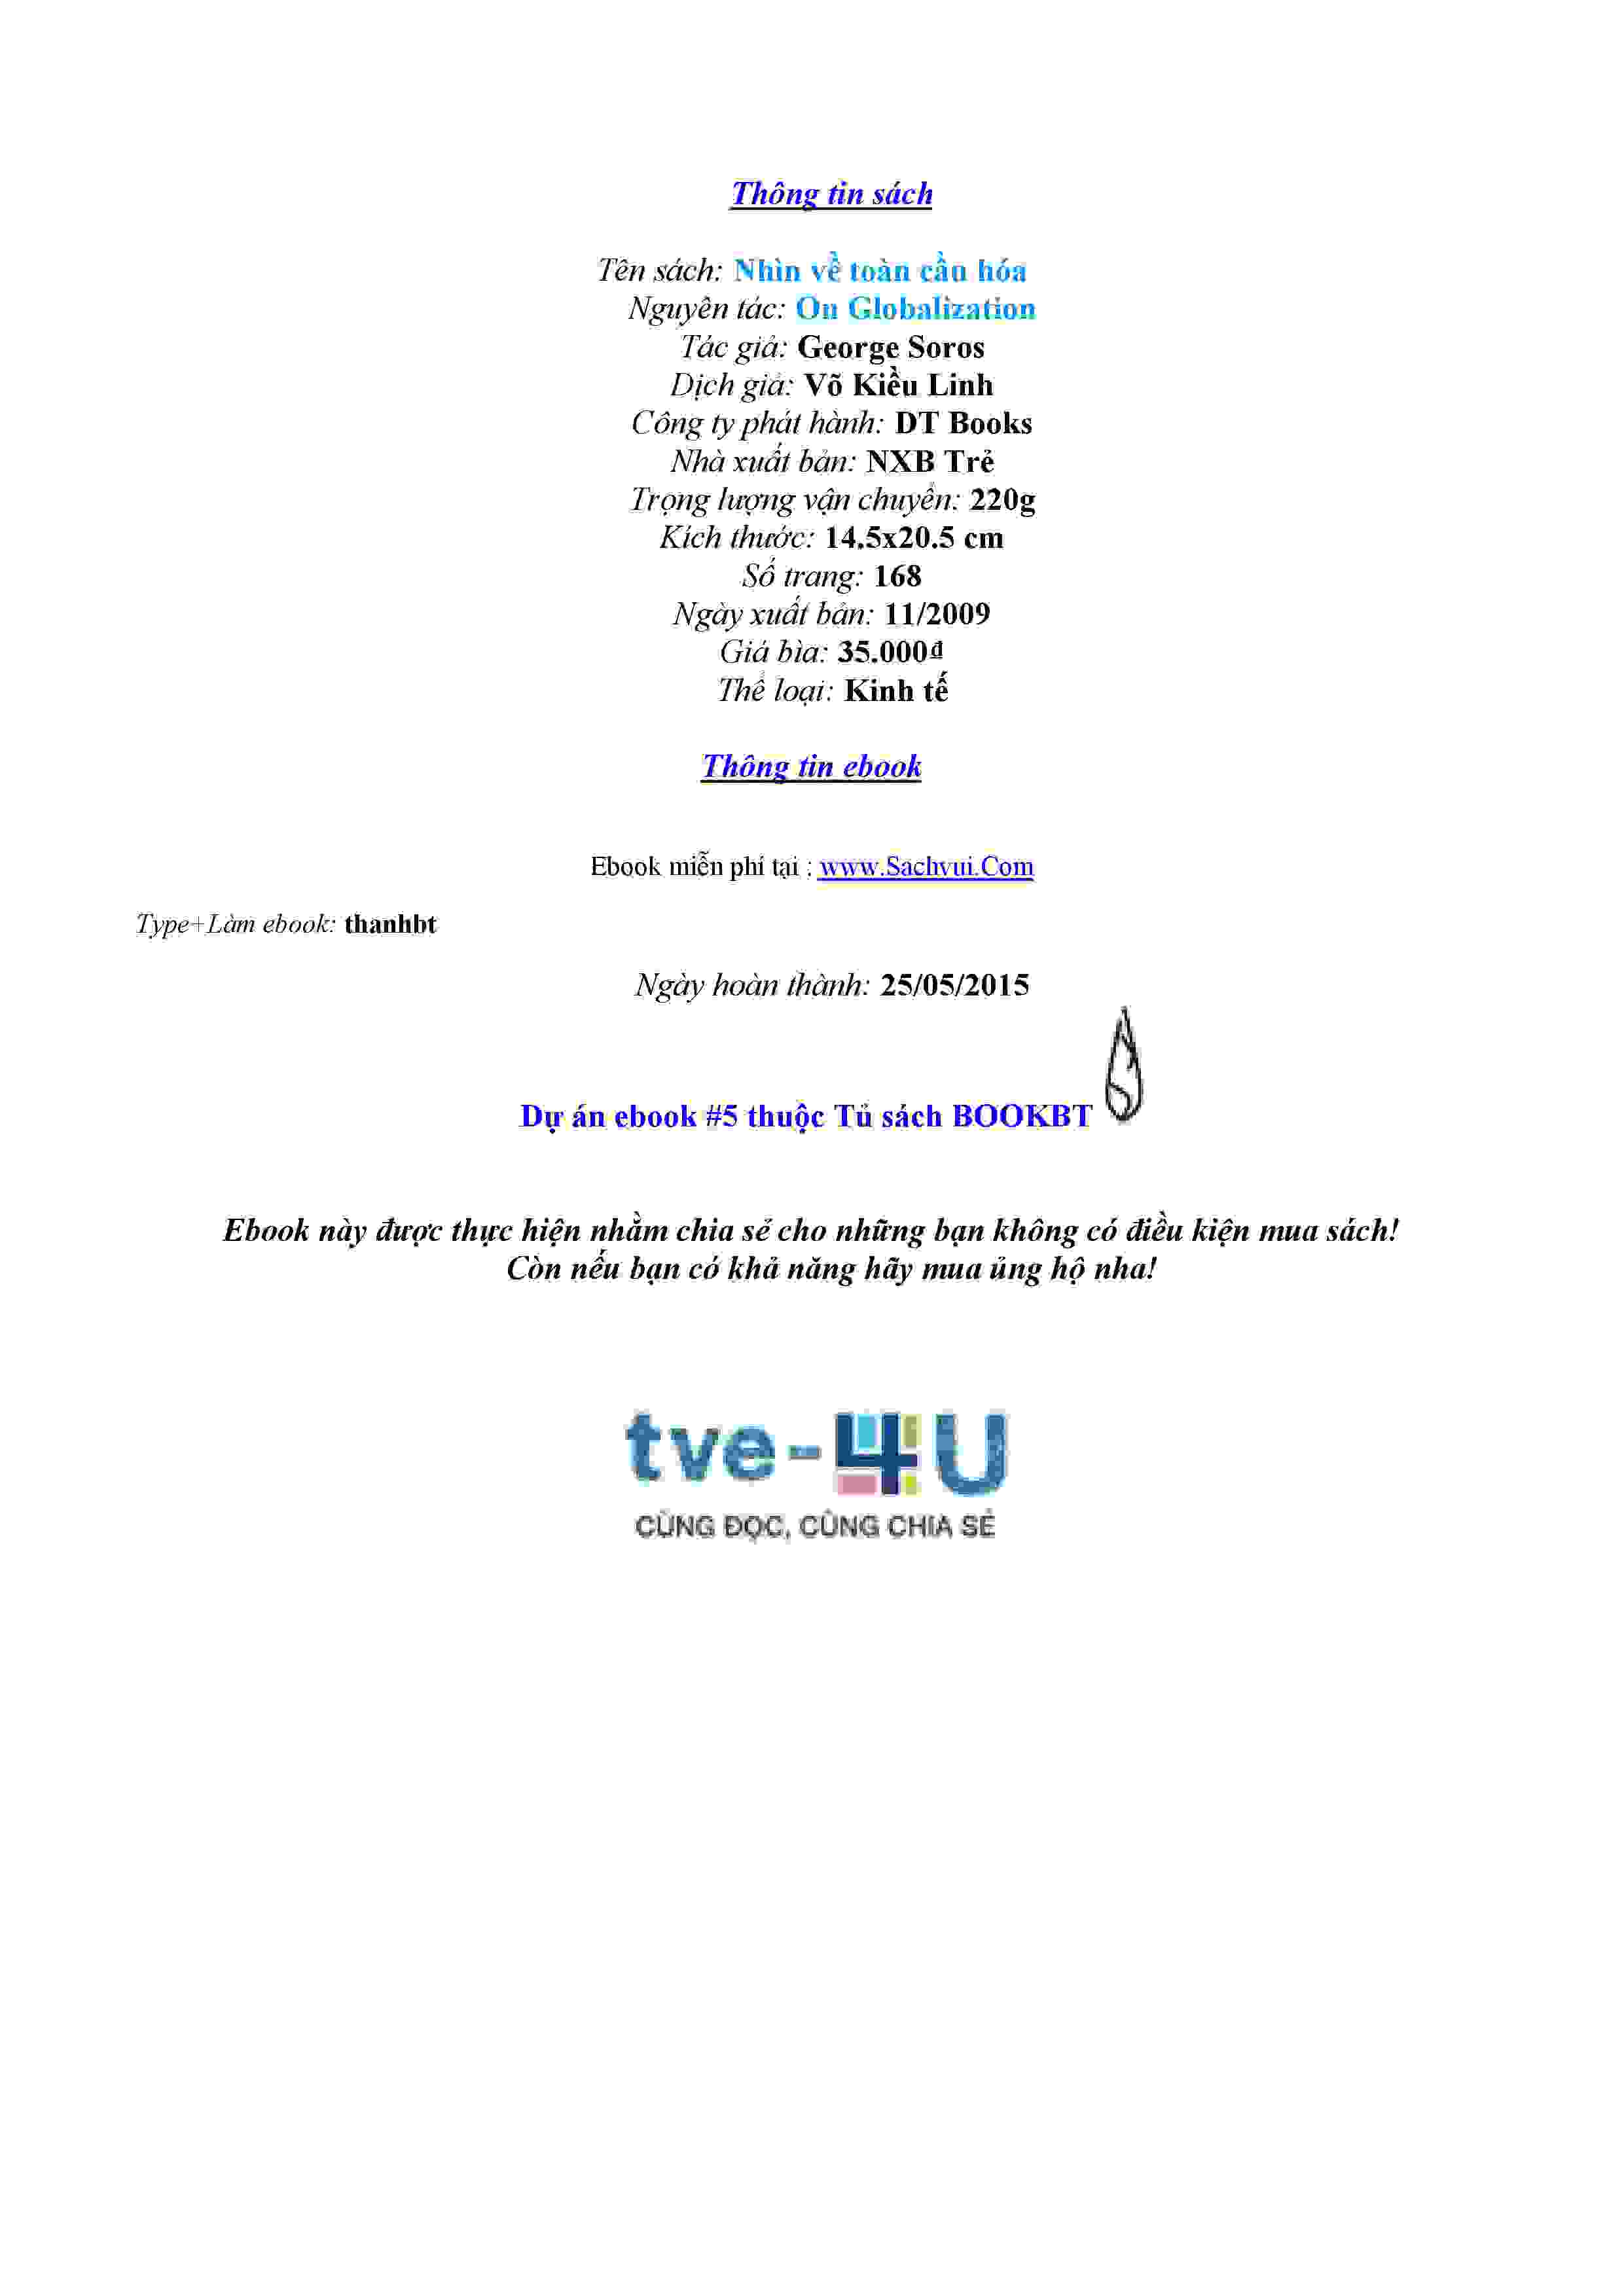 Thông tin sách
Tên sách: Nhìn về toàn cầu hóa
Nguyên tác: On Globalization
Tác giả: George Soros
Dịch giả: Võ Kiều Linh
Công ty phát hành: DT Books
Nhà xuất bản: NXB Trẻ
Trọng lượng vận chuyển: 220g
Kích thước: 14.5x20.5 cm
Số trang: 168
Ngày xuất bản: 11/2009
Giá bìa: 35.000₫
Thể loại: Kinh tế
Thông tin ebook
Ebook miễn phí tại : www.Sachvui.Com
Type+Làm ebook: thanhbt
Ngày hoàn thành: 25/05/2015
Dự án ebook #5 thuộc Tủ sách BOOKBT
Ebook này được thực hiện nhằm chia sẻ cho những bạn không có điều kiện mua sách!
Còn nếu bạn có khả năng hãy mua ủng hộ nha!
tve-4U
CÙNG ĐỌC, CÙNG CHIA SẺ